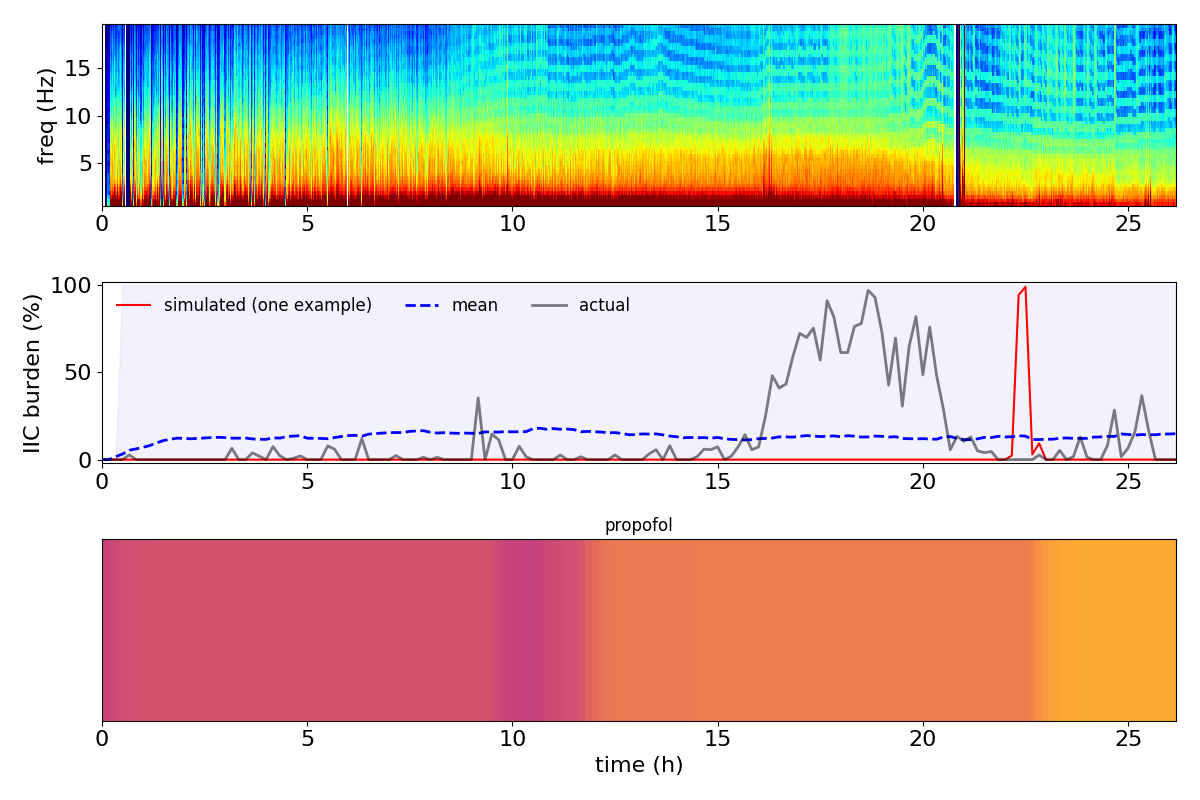 freq (Hz)
15
10
5
0 5 10 15 20 25
IIC burden (%)
100
50
0
simulated (one example) mean actual
0 5 10 15 20 25
propofol
0 5 10 15 20 25
time (h)